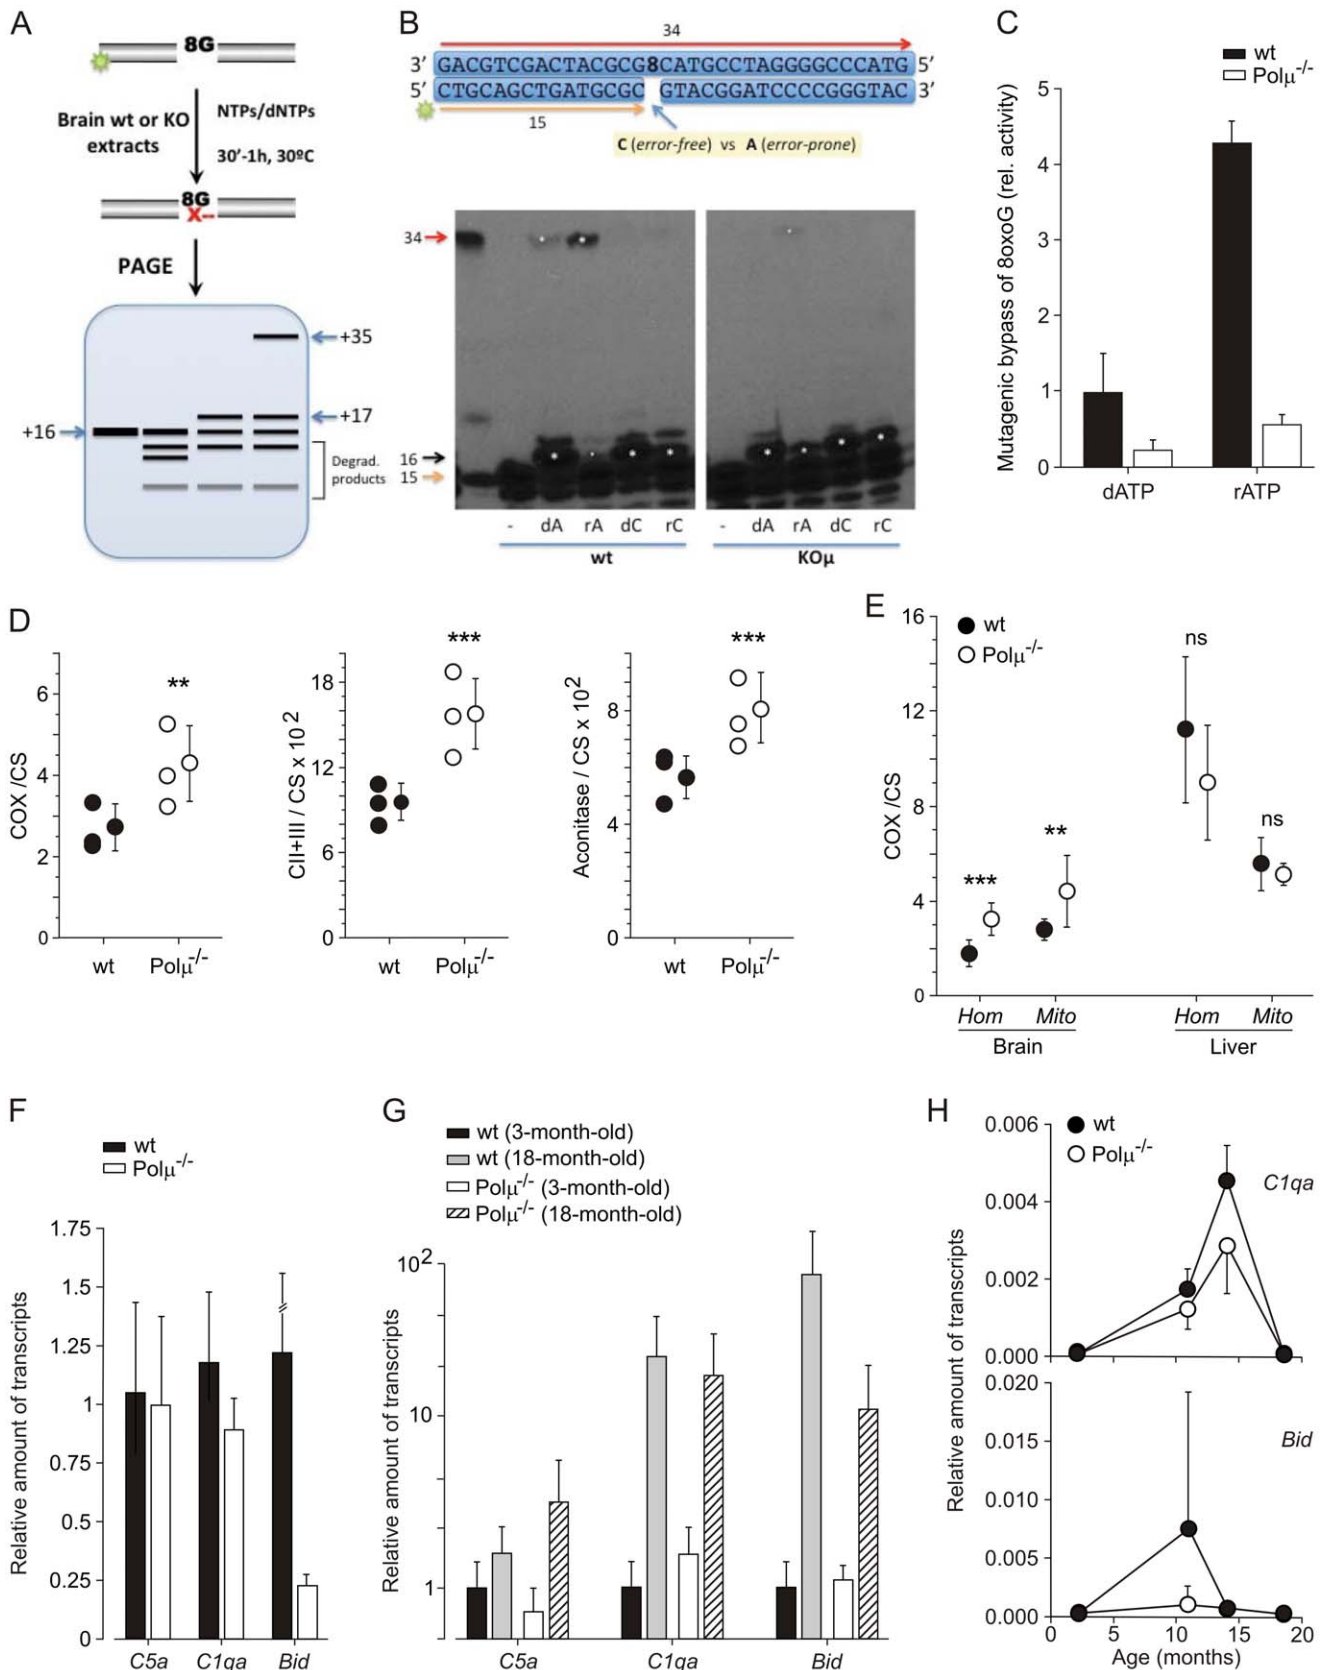 A
8G
Brain wt or KO
extracts
NTPs/dNTPs
30’-1h, 30ºC
8G
X--
PAGE
+35
+17
+16
Degrad.
products
B
34
3’ GACGTCGACTACGCG8CATGCCTAGGGGCCCATG 5’
5’ CTGCAGCTGATGCGC GTACGGATCCCCGGGTAC 3’
15
C (error-free) vs A (error-prone)
34
16
15
- dA rA dC rC - dA rA dC rC
wt KOμ
C
wt
Polμ-/-
Mutagenic bypass of 8oxoG (rel. activity)
5
4
3
2
1
0
dATP rATP
D
COX /CS
6
4
2
0
**
wt Polμ-/-
CII+III / CS x 10²
18
12
6
0
***
wt Polμ-/-
Aconitase / CS x 10²
8
4
0
***
wt Polμ-/-
E
wt
Polμ-/-
COX /CS
16
12
8
4
0
***
**
ns
ns
Hom Mito Hom Mito
Brain Liver
F
wt
Polμ-/-
Relative amount of transcripts
1.75
1.5
1.25
1
0.75
0.5
0.25
0
C5a C1qa Bid
G
wt (3-month-old)
wt (18-month-old)
Polμ-/- (3-month-old)
Polμ-/- (18-month-old)
Relative amount of transcripts
10²
10
1
C5a C1qa Bid
H
wt
Polμ-/-
C1qa
Relative amount of transcripts
0.006
0.004
0.002
0.000
0.020
0.015
0.010
0.005
0.000
Bid
0 5 10 15 20
Age (months)